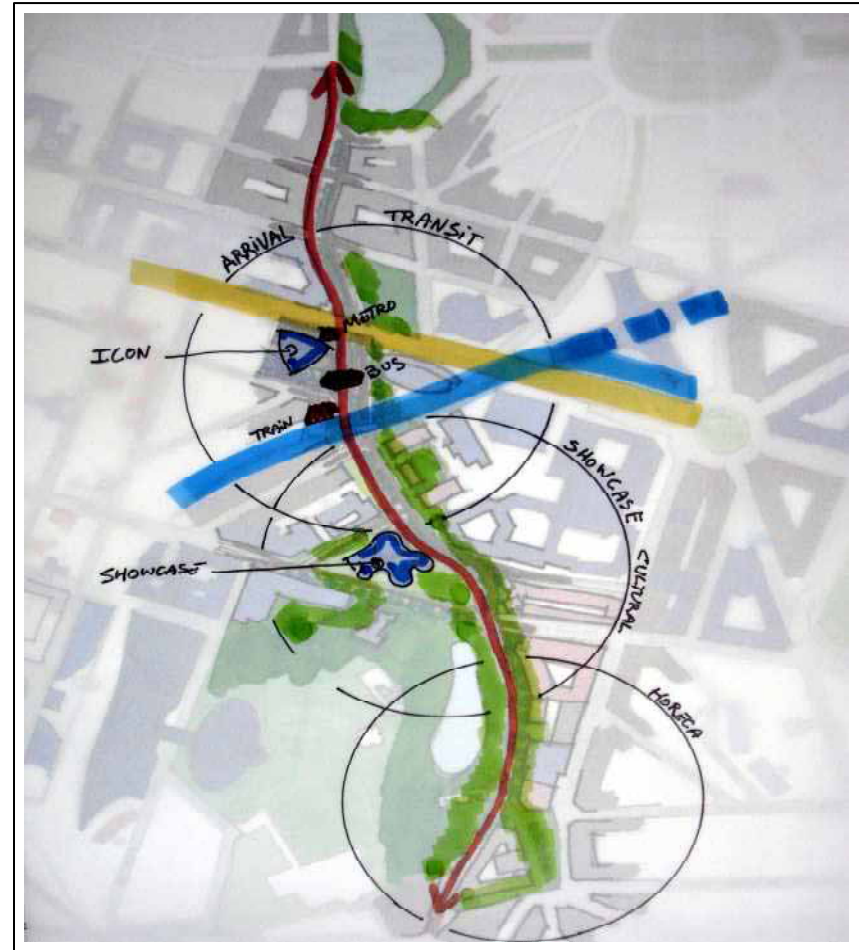 ARRIVAL
TRANSIT
METRO
ICON
BUS
TRAIN
SHOWCASE
CULTURAL
SHOWCASE
HORECA